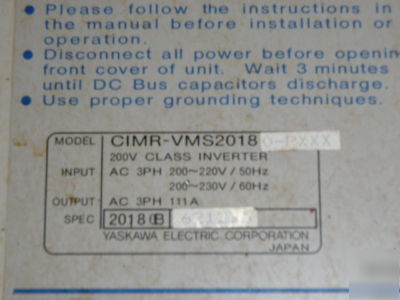 ● Please follow the instructions in
the manual before installation or
operation.
● Disconnect all power before openin
front cover of unit. Wait 3 minutes
until DC Bus capacitors discharge.
● Use proper grounding techniques.
MODEL CIMR-VMS2018
200V CLASS INVERTER
INPUT AC 3PH 200~220V / 50Hz
200~230V / 60Hz
OUTPUT AC 3PH 111A
SPEC 2018
YASKAWA ELECTRIC CORPORATION
JAPAN